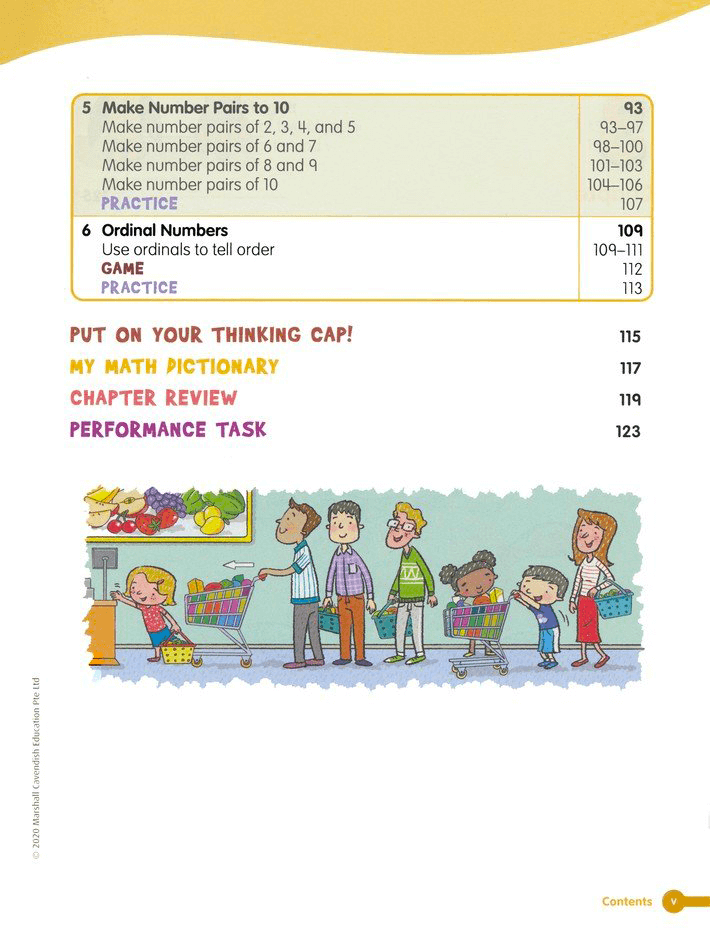 5 Make Number Pairs to 10 93
Make number pairs of 2, 3, 4, and 5 93–97
Make number pairs of 6 and 7 98–100
Make number pairs of 8 and 9 101–103
Make number pairs of 10 104–106
PRACTICE 107
6 Ordinal Numbers 109
Use ordinals to tell order 109–111
GAME 112
PRACTICE 113
PUT ON YOUR THINKING CAP! 115
MY MATH DICTIONARY 117
CHAPTER REVIEW 119
PERFORMANCE TASK 123
© 2020 Marshall Cavendish Education Pte Ltd
Contents v